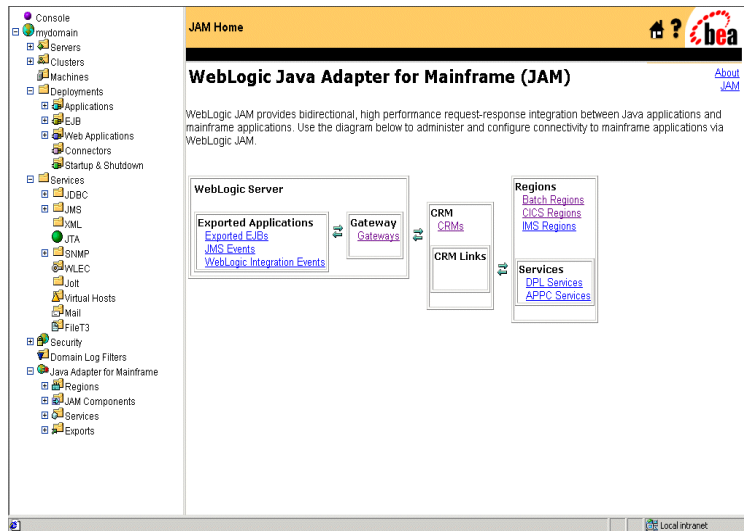 Console
mydomain
Servers
Clusters
Machines
Deployments
Applications
EJB
Web Applications
Connectors
Startup & Shutdown
Services
JDBC
JMS
XML
JTA
SNMP
WLEC
Jolt
Virtual Hosts
Mail
FileT3
Security
Domain Log Filters
Java Adapter for Mainframe
Regions
JAM Components
Services
Exports
JAM Home
?
bea
WebLogic Java Adapter for Mainframe (JAM)
About
JAM
WebLogic JAM provides bidirectional, high performance request-response integration between Java applications and
mainframe applications. Use the diagram below to administer and configure connectivity to mainframe applications via
WebLogic JAM.
WebLogic Server
Exported Applications
Exported EJBs
JMS Events
WebLogic Integration Events
Gateway
Gateways
CRM
CRMs
CRM Links
Regions
Batch Regions
CICS Regions
IMS Regions
Services
DPL Services
APPC Services
Local intranet